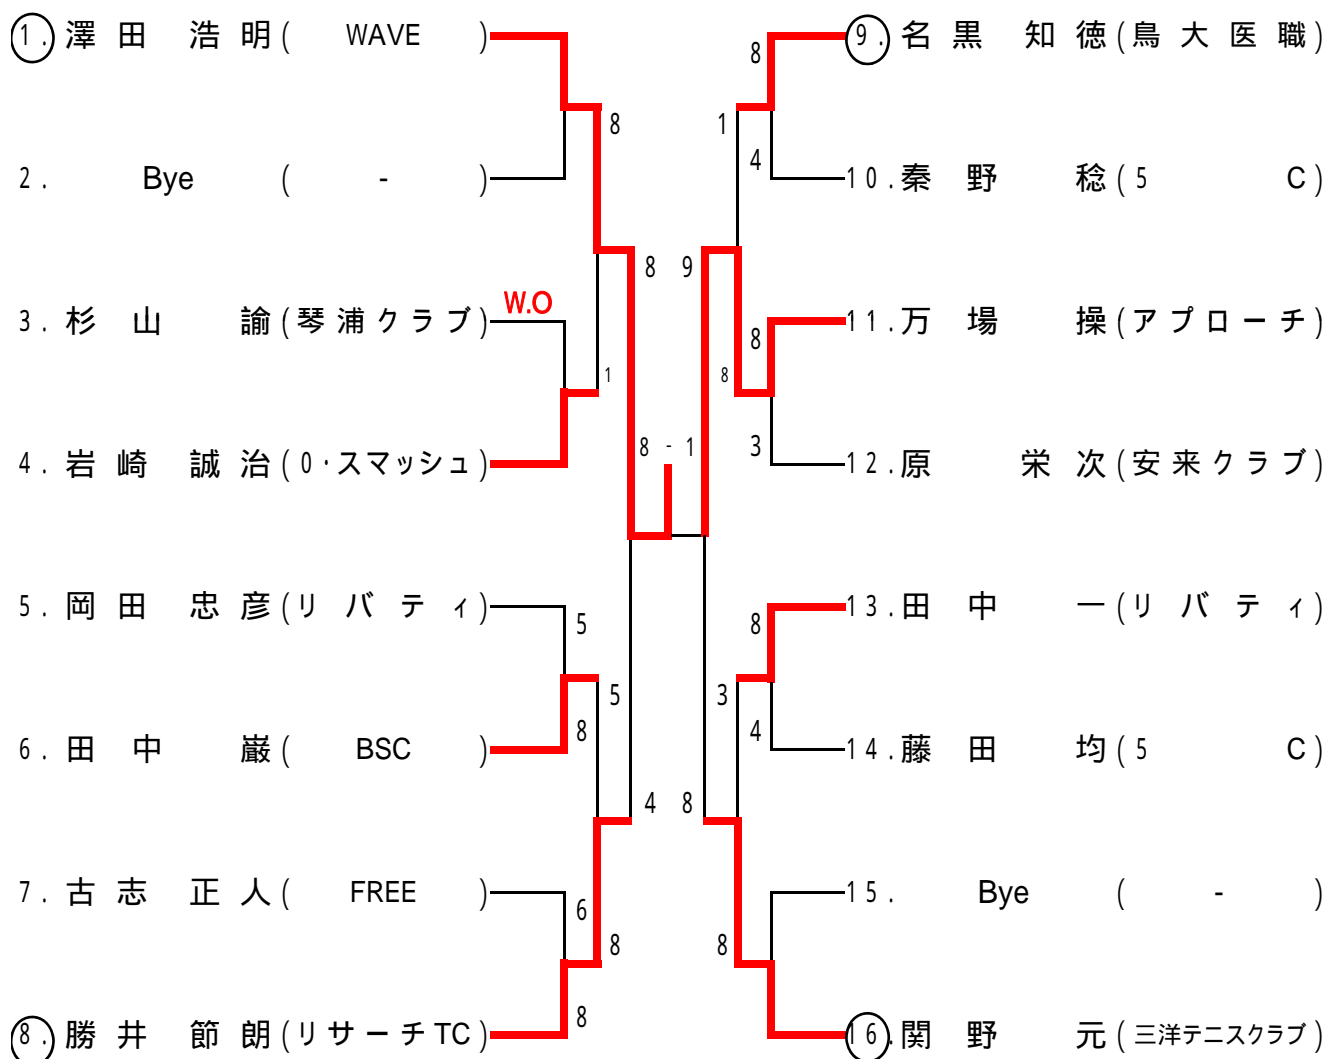 1. 澤田 浩明 ( WAVE )
8
2. Bye ( - )
8
3. 杉山 諭 (琴浦クラブ)
W.O
1
4. 岩崎 誠治 (O・スマッシュ)
8 - 1
5. 岡田 忠彦 (リバティ)
5
5
6. 田中 巌 ( BSC )
8
4
7. 古志 正人 ( FREE )
6
8
8. 勝井 節朗 (リサーチTC)
8
9. 名黒 知徳 (鳥大医職)
8
1
4
10. 秦野 稔 (5 C)
9
11. 万場 操 (アプローチ)
8
8
3
12. 原 栄次 (安来クラブ)
13. 田中 一 (リバティ)
8
3
4
14. 藤田 均 (5 C)
8
15. Bye ( - )
8
16. 関野 元 (三洋テニスクラブ)